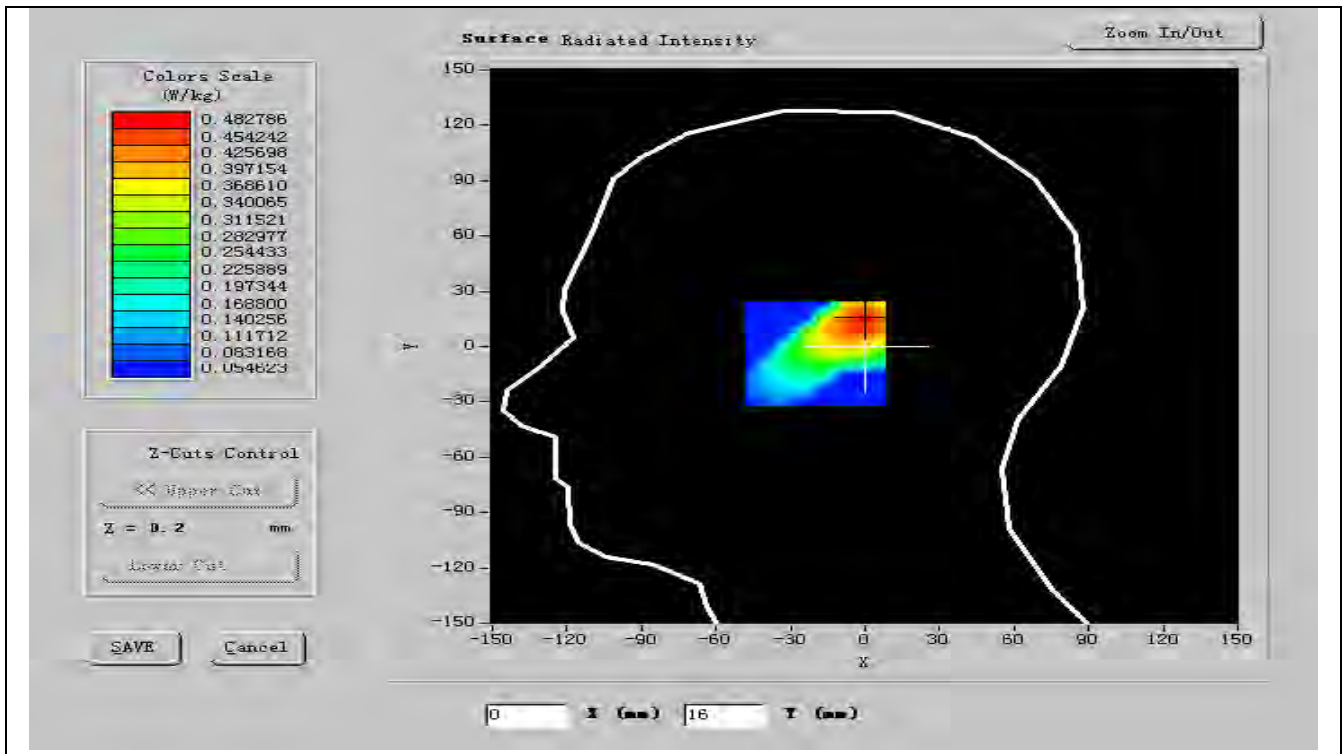 Surface Radiated Intensity
Zoom In/Out
Colors Scale
(W/kg)
0.482786
0.454242
0.425698
0.397154
0.368610
0.340065
0.311521
0.282977
0.254433
0.225889
0.197344
0.168800
0.140256
0.111712
0.083168
0.054623
Z-Cuts Control
<< Upper Cut
Z = 0.2 mm
Lower Cut
SAVE
Cancel
150
120
90
60
30
0
-30
-60
-90
-120
-150
Y
-150 -120 -90 -60 -30 0 30 60 90 120 150
X
0 X (mm) 16 Y (mm)